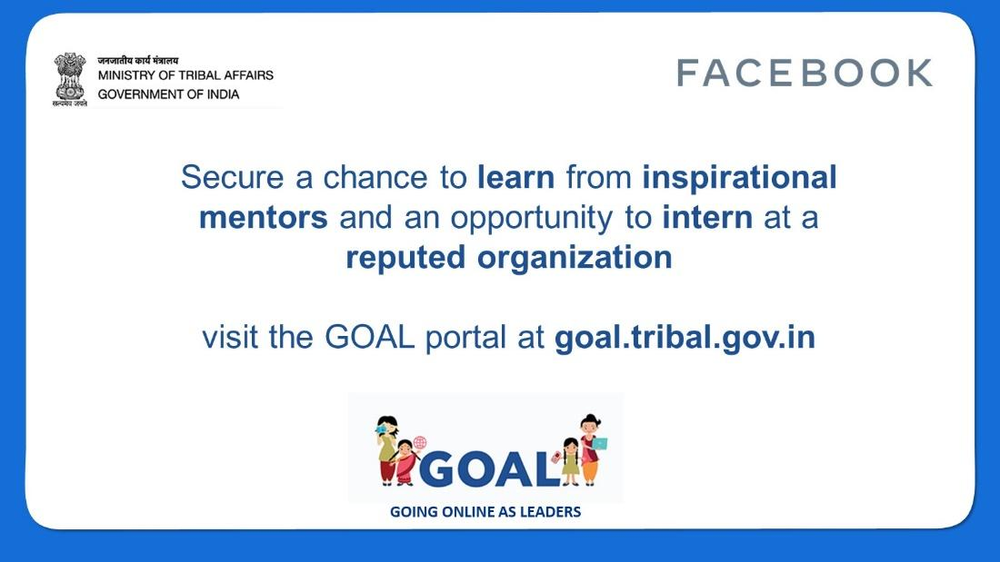 जनजातीय कार्य मंत्रालय
MINISTRY OF TRIBAL AFFAIRS
GOVERNMENT OF INDIA
सत्यमेव जयते
FACEBOOK
Secure a chance to learn from inspirational
mentors and an opportunity to intern at a
reputed organization
visit the GOAL portal at goal.tribal.gov.in
GOAL
GOING ONLINE AS LEADERS